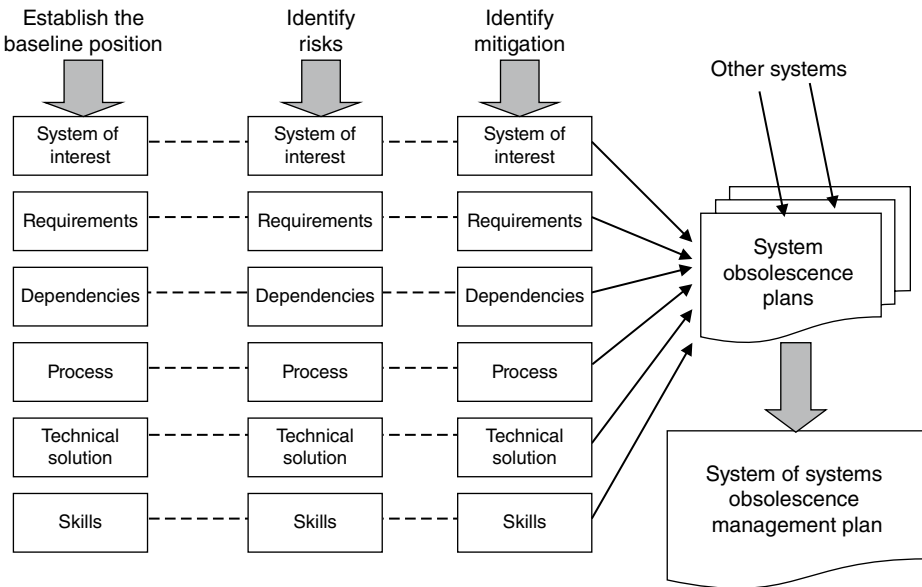 Establish the
baseline position
Identify
risks
Identify
mitigation
Other systems
System of
interest
System of
interest
System of
interest
Requirements
Requirements
Requirements
Dependencies
Dependencies
Dependencies
System
obsolescence
plans
Process
Process
Process
Technical
solution
Technical
solution
Technical
solution
System of systems
obsolescence
management plan
Skills
Skills
Skills